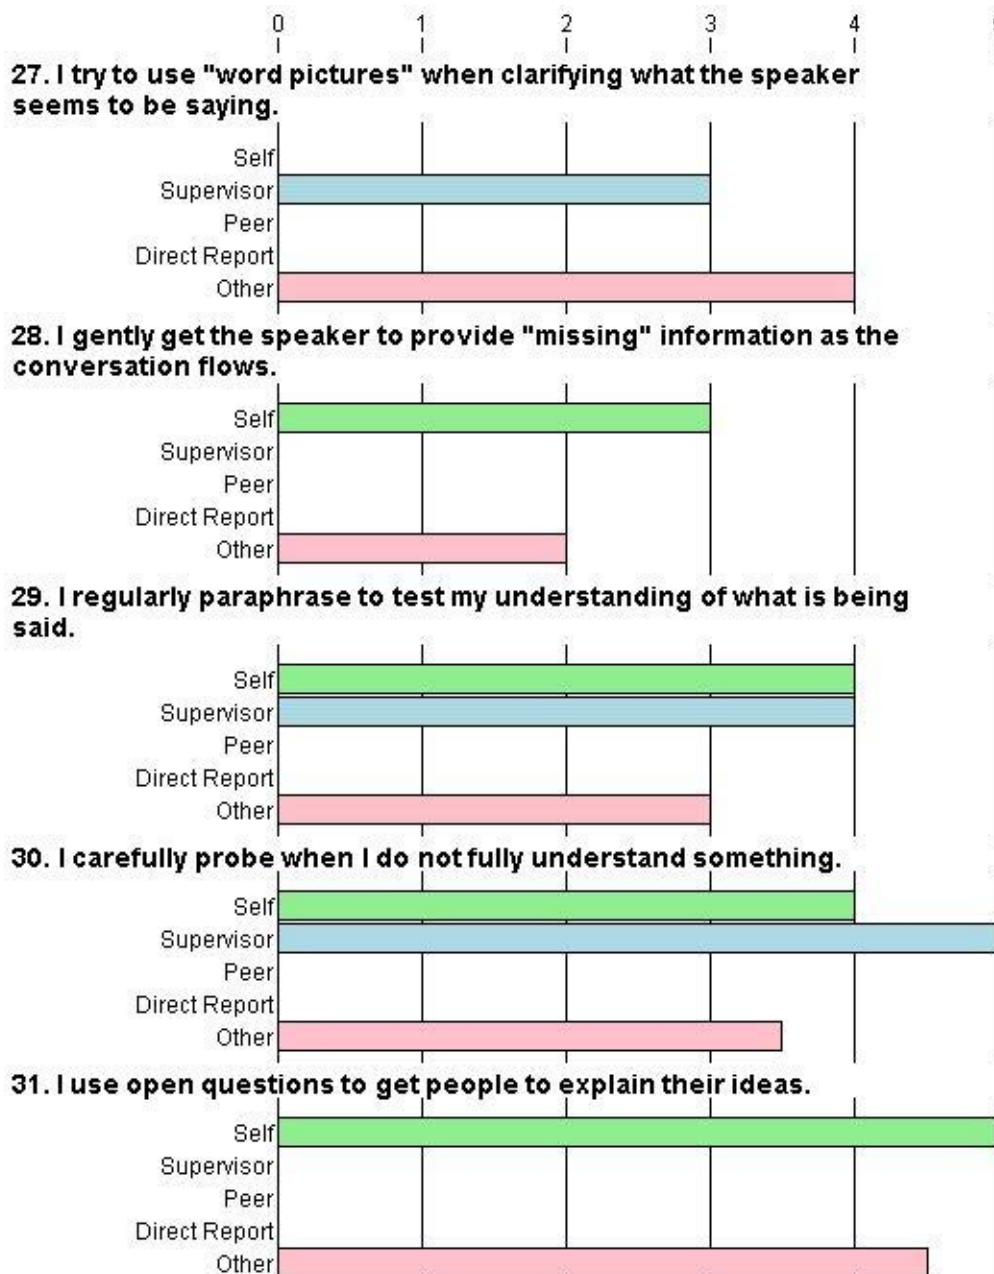 0 1 2 3 4
27. I try to use "word pictures" when clarifying what the speaker
seems to be saying.
Self
Supervisor
Peer
Direct Report
Other
28. I gently get the speaker to provide "missing" information as the
conversation flows.
Self
Supervisor
Peer
Direct Report
Other
29. I regularly paraphrase to test my understanding of what is being
said.
Self
Supervisor
Peer
Direct Report
Other
30. I carefully probe when I do not fully understand something.
Self
Supervisor
Peer
Direct Report
Other
31. I use open questions to get people to explain their ideas.
Self
Supervisor
Peer
Direct Report
Other